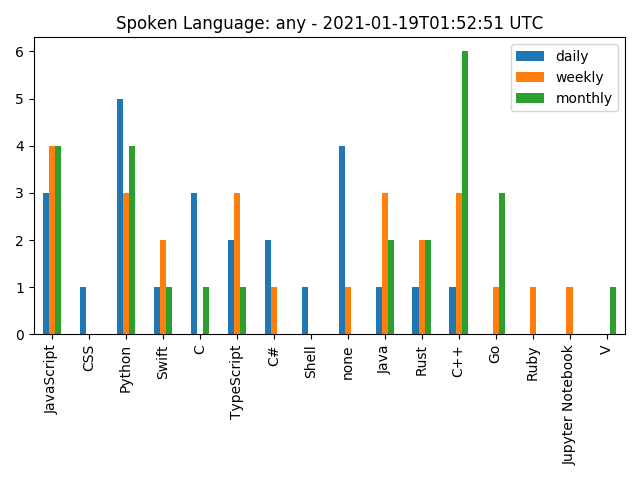 Spoken Language: any - 2021-01-19T01:52:51 UTC
daily
weekly
monthly
6
5
4
3
2
1
0
JavaScript
CSS
Python
Swift
C
TypeScript
C#
Shell
none
Java
Rust
C++
Go
Ruby
Jupyter Notebook
V